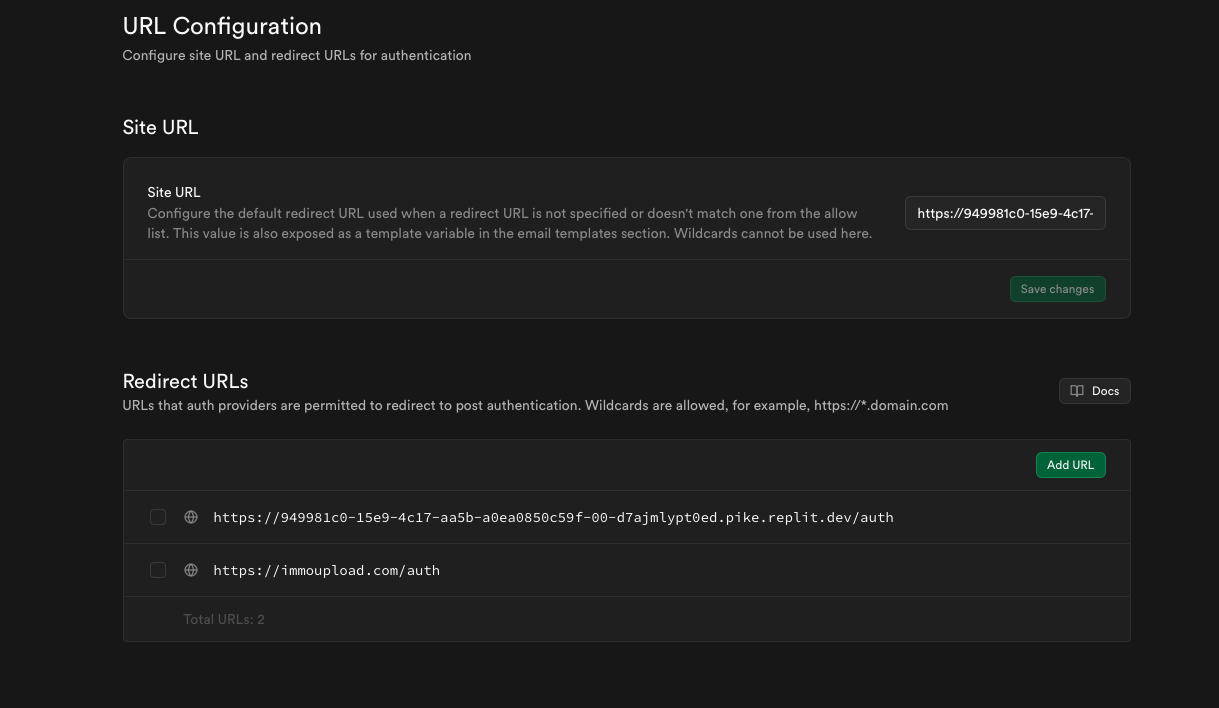 URL Configuration
Configure site URL and redirect URLs for authentication
Site URL
Site URL
Configure the default redirect URL used when a redirect URL is not specified or doesn't match one from the allow
list. This value is also exposed as a template variable in the email templates section. Wildcards cannot be used here.
https://949981c0-15e9-4c17-
Save changes
Redirect URLs
URLs that auth providers are permitted to redirect to post authentication. Wildcards are allowed, for example, https://*.domain.com
Docs
Add URL
https://949981c0-15e9-4c17-aa5b-a0ea0850c59f-00-d7ajmlypt0ed.pike.replit.dev/auth
https://immoupload.com/auth
Total URLs: 2